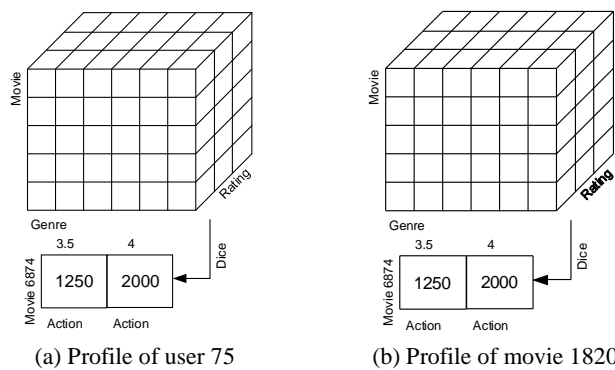 Movie
Rating
Genre
3.5 4
Dice
Movie 6874
1250 2000
Action Action
(a) Profile of user 75
Movie
Rating
Genre
3.5 4
Dice
Movie 6874
1250 2000
Action Action
(b) Profile of movie 1820